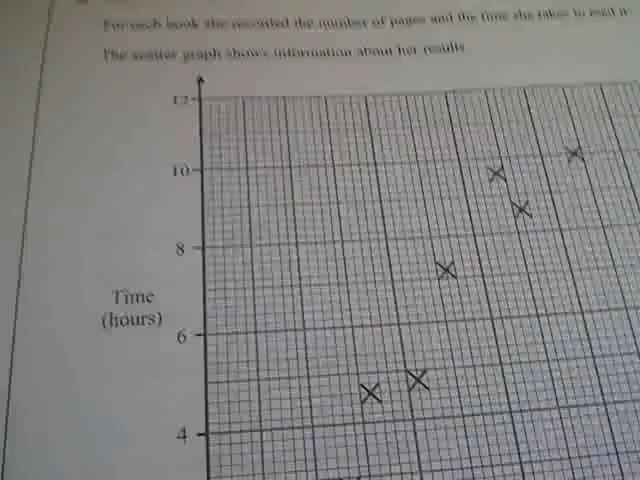 For each book she recorded the number of pages and the time she takes to read it.
The scatter graph shows information about her results.
12
10
8
Time
(hours)
6
4